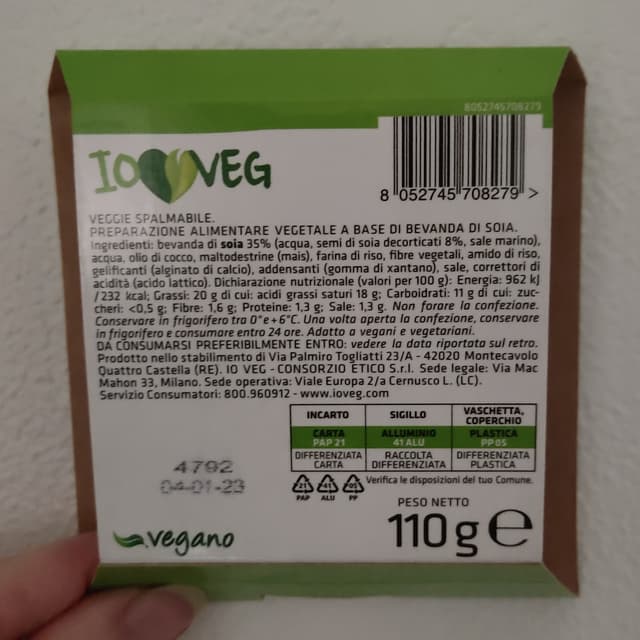 8052745708279
IO VEG
8 052745 708279 >
VEGGIE SPALMABILE.
PREPARAZIONE ALIMENTARE VEGETALE A BASE DI BEVANDA DI SOIA.
Ingredienti: bevanda di soia 35% (acqua, semi di soia decorticati 8%, sale marino),
acqua, olio di cocco, maltodestrine (mais), farina di riso, fibre vegetali, amido di riso,
gelificanti (alginato di calcio), addensanti (gomma di xantano), sale, correttori di
acidità (acido lattico). Dichiarazione nutrizionale (valori per 100 g): Energia: 962 kJ
/ 232 kcal; Grassi: 20 g di cui: acidi grassi saturi 18 g; Carboidrati: 11 g di cui: zuc-
cheri: <0,5 g; Fibre: 1,6 g; Proteine: 1,3 g; Sale: 1,3 g. Non forare la confezione.
Conservare in frigorifero tra 0°e+6°C. Una volta aperta la confezione, conservare
in frigorifero e consumare entro 24 ore. Adatto a vegani e vegetariani.
DA CONSUMARSI PREFERIBILMENTE ENTRO: vedere la data riportata sul retro.
Prodotto nello stabilimento di Via Palmiro Togliatti 23/A - 42020 Montecavolo
Quattro Castella (RE). IO VEG - CONSORZIO ETICO S.r.l. Sede legale: Via Mac
Mahon 33, Milano. Sede operativa: Viale Europa 2/a Cernusco L. (LC).
Servizio Consumatori: 800.960912 - www.ioveg.com
INCARTO SIGILLO VASCHETTA, COPERCHIO
CARTA PAP 21 ALLUMINIO 41 ALU PLASTICA PP 05
DIFFERENZIATA CARTA RACCOLTA DIFFERENZIATA DIFFERENZIATA PLASTICA
21 PAP 41 ALU 05 PP Verifica le disposizioni del tuo Comune.
4792
04-01-23
PESO NETTO
110 g e
vegano